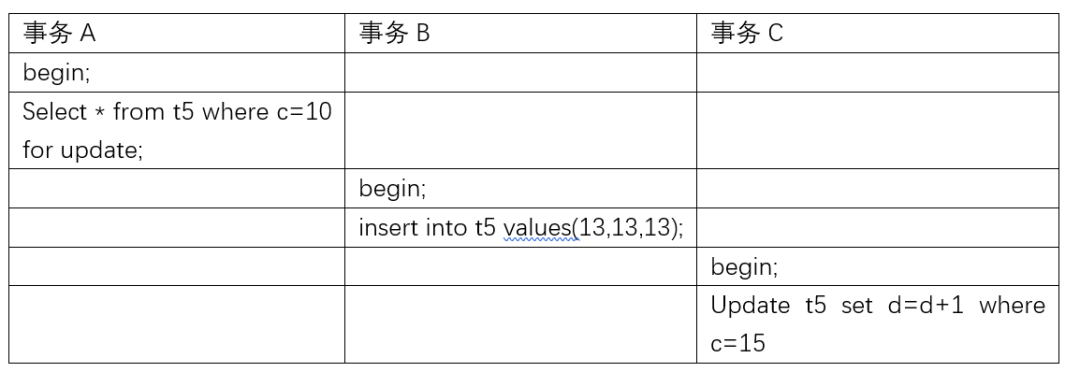 事务 A
事务 B
事务 C
begin;
Select * from t5 where c=10
for update;
begin;
insert into t5 values(13,13,13);
begin;
Update t5 set d=d+1 where
c=15